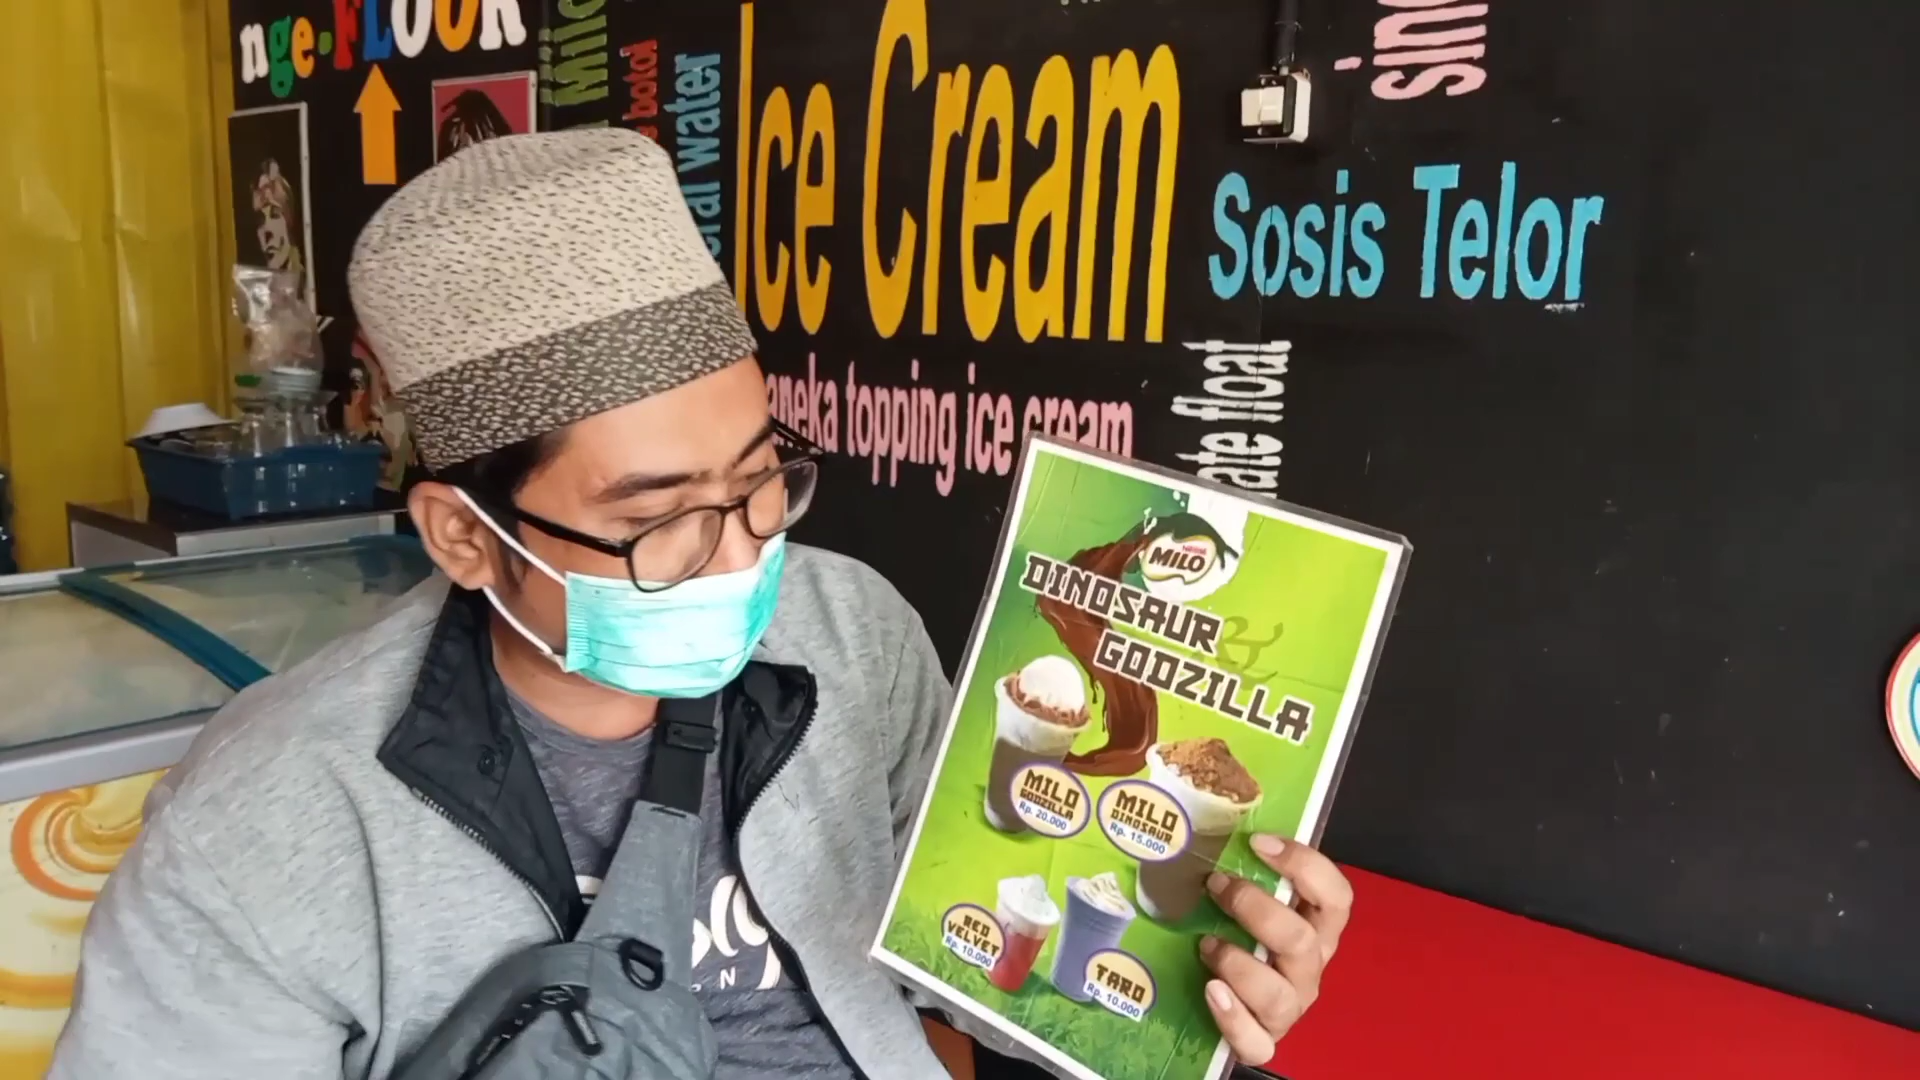 nge-FLOOR
Milo
botol
water
Ice Cream
Sosis Telor
aneka topping ice cream
float
Nestlé
MILO
DINOSAUR
&
GODZILLA
MILO
GODZILLA
Rp. 20.000
MILO
DINOSAUR
Rp. 15.000
RED
VELVET
Rp. 10.000
TARO
Rp. 10.000